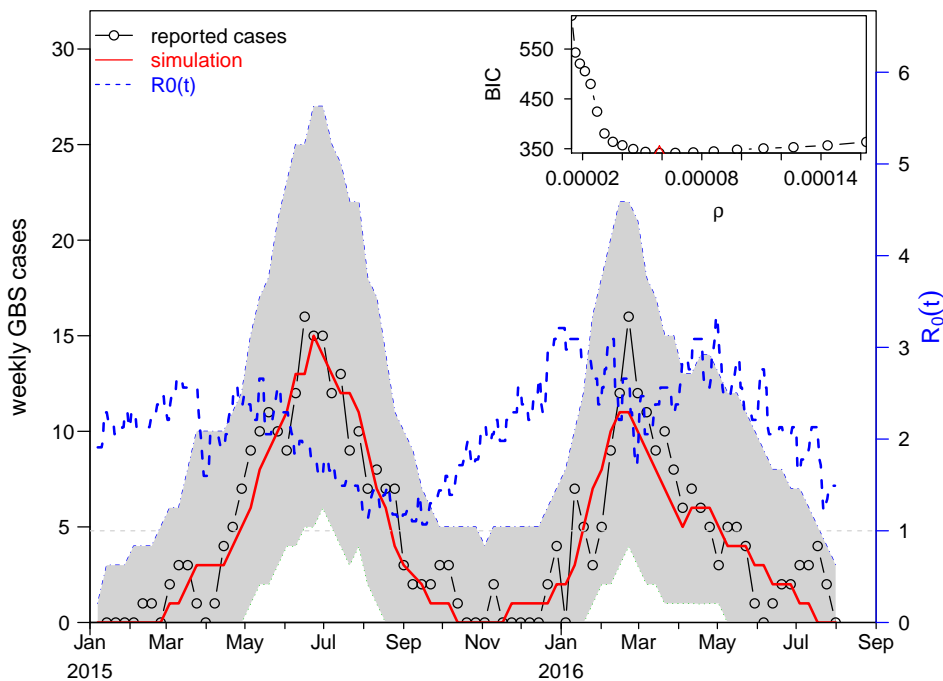 reported cases
simulation
R0(t)
weekly GBS cases
0
5
10
15
20
25
30
BIC
350
450
550
0.00002
0.00008
0.00014
ρ
R₀(t)
0
1
2
3
4
5
6
Jan
Mar
May
Jul
Sep
Nov
Jan
Mar
May
Jul
Sep
2015
2016